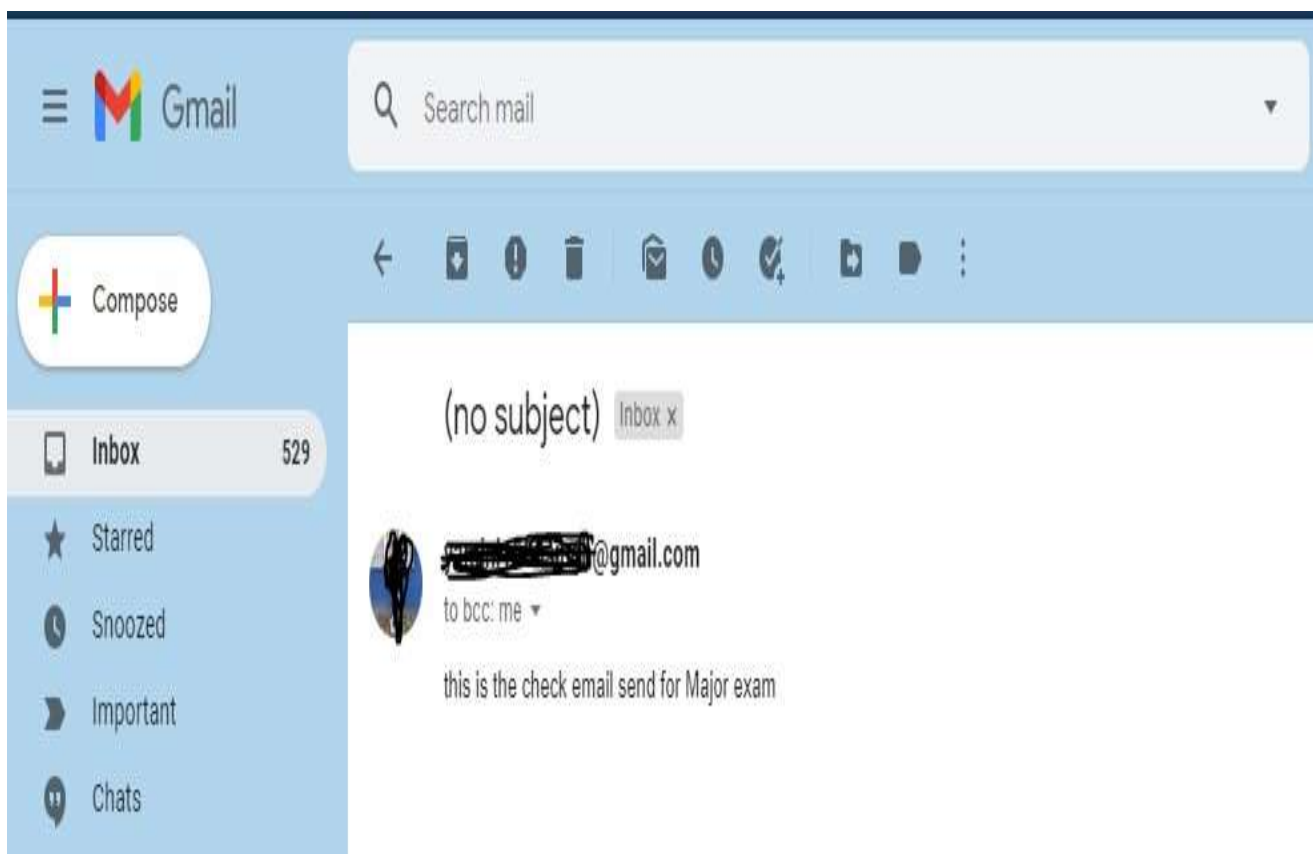 Gmail
Search mail
Compose
(no subject) Inbox x
Inbox 529
@gmail.com
Starred
to bcc: me
Snoozed
this is the check email send for Major exam
Important
Chats